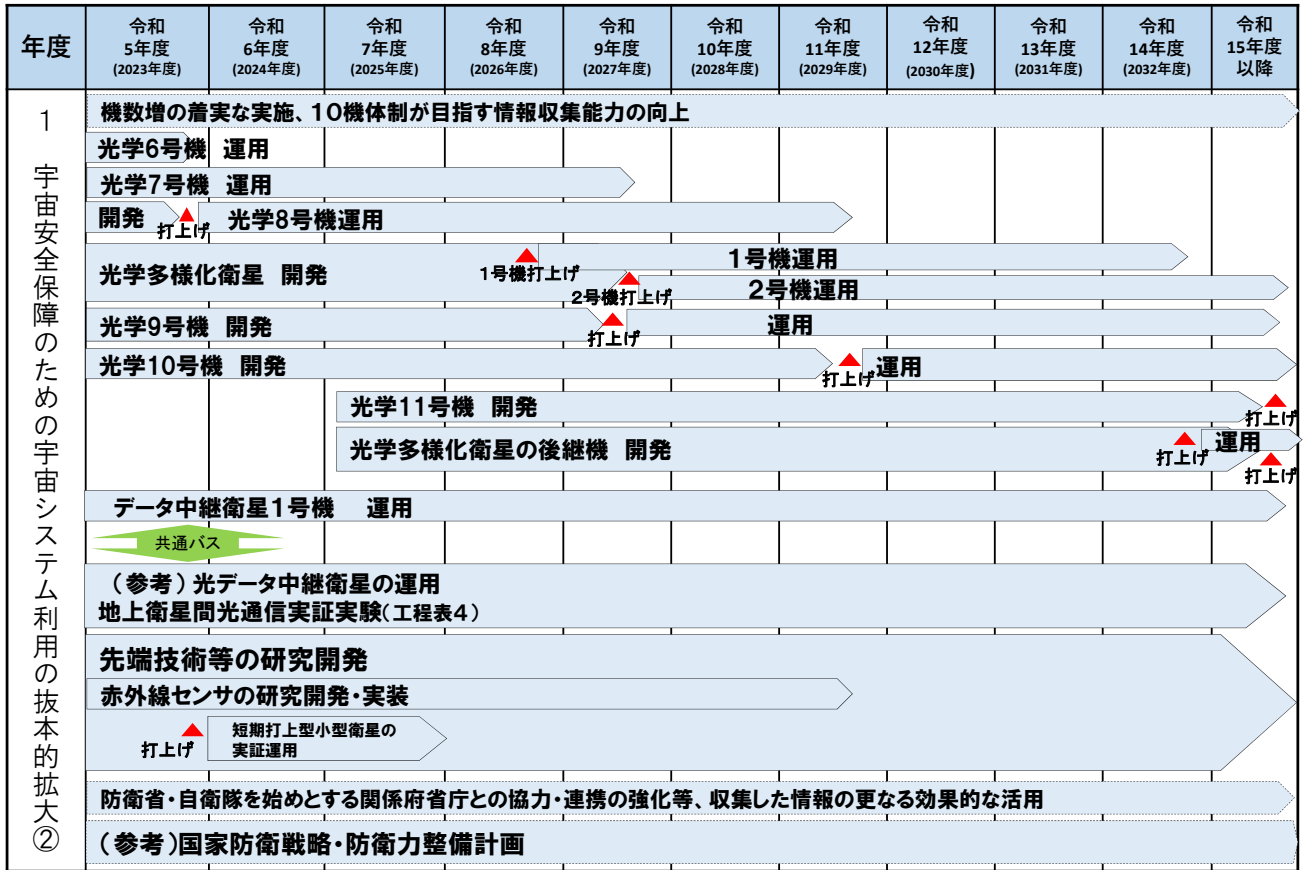 年度
令和
5年度
(2023年度)
令和
6年度
(2024年度)
令和
7年度
(2025年度)
令和
8年度
(2026年度)
令和
9年度
(2027年度)
令和
10年度
(2028年度)
令和
11年度
(2029年度)
令和
12年度
(2030年度)
令和
13年度
(2031年度)
令和
14年度
(2032年度)
令和
15年度
以降
1 宇宙安全保障のための宇宙システム利用の抜本的拡大②
機数増の着実な実施、10機体制が目指す情報収集能力の向上
光学6号機 運用
光学7号機 運用
開発
打上げ
光学8号機運用
光学多様化衛星 開発
1号機打上げ
1号機運用
2号機打上げ
2号機運用
光学9号機 開発
打上げ
運用
光学10号機 開発
打上げ
運用
光学11号機 開発
打上げ
光学多様化衛星の後継機 開発
打上げ
運用
打上げ
データ中継衛星1号機 運用
共通バス
(参考)光データ中継衛星の運用
地上衛星間光通信実証実験(工程表4)
先端技術等の研究開発
赤外線センサの研究開発・実装
打上げ
短期打上型小型衛星の
実証運用
防衛省・自衛隊を始めとする関係府省庁との協力・連携の強化等、収集した情報の更なる効果的な活用
(参考)国家防衛戦略・防衛力整備計画